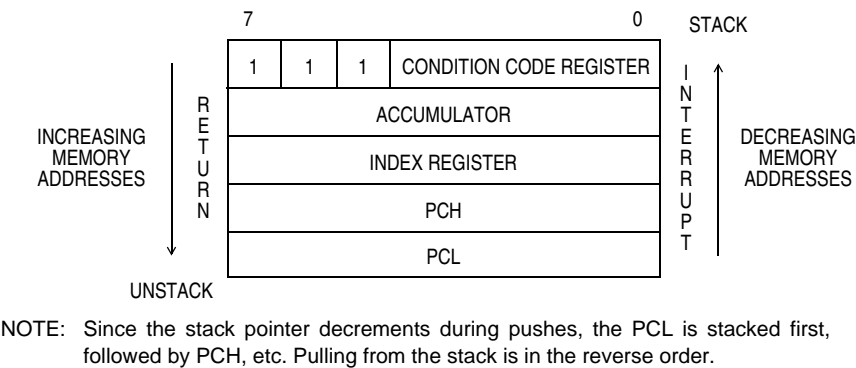 7 0 STACK
1 1 1 CONDITION CODE REGISTER
ACCUMULATOR
INDEX REGISTER
PCH
PCL
INCREASING
MEMORY
ADDRESSES
RETURN
UNSTACK
INTERRUPT
DECREASING
MEMORY
ADDRESSES
NOTE: Since the stack pointer decrements during pushes, the PCL is stacked first,
followed by PCH, etc. Pulling from the stack is in the reverse order.